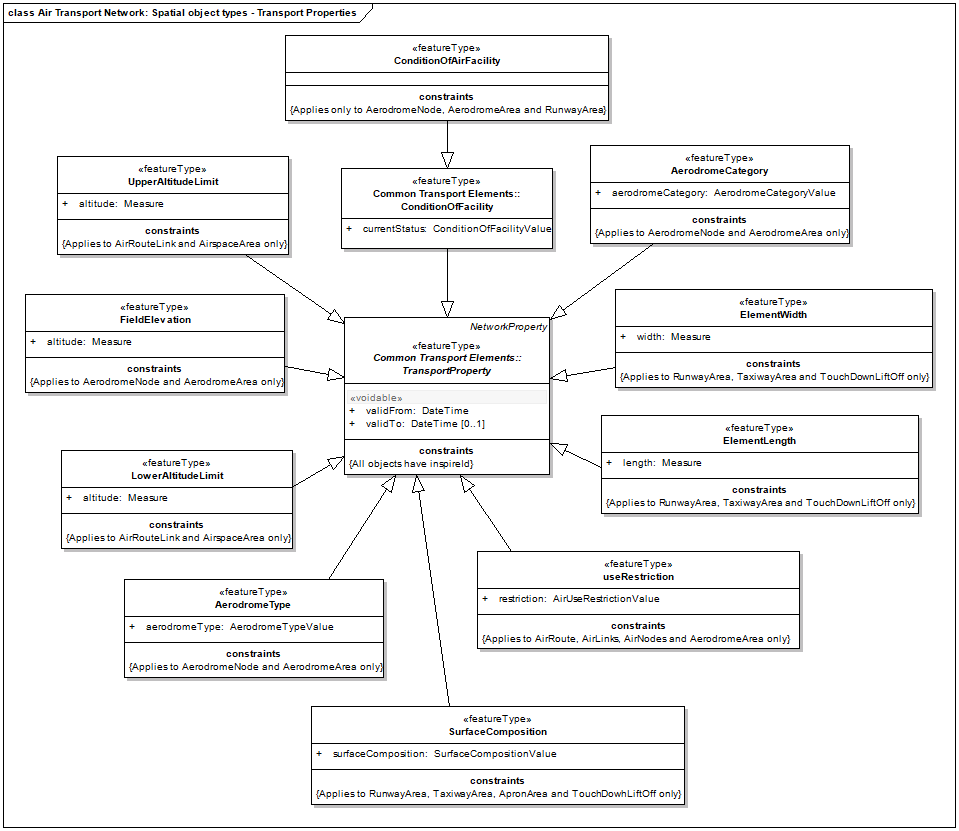 class Air Transport Network: Spatial object types - Transport Properties
«featureType»
ConditionOfAirFacility
constraints
{Applies only to AerodromeNode, AerodromeArea and RunwayArea}
«featureType»
UpperAltitudeLimit
+ altitude: Measure
constraints
{Applies to AirRouteLink and AirspaceArea only}
«featureType»
Common Transport Elements::
ConditionOfFacility
+ currentStatus: ConditionOfFacilityValue
«featureType»
AerodromeCategory
+ aerodromeCategory: AerodromeCategoryValue
constraints
{Applies to AerodromeNode and AerodromeArea only}
«featureType»
FieldElevation
+ altitude: Measure
constraints
{Applies to AerodromeNode and AerodromeArea only}
NetworkProperty
«featureType»
Common Transport Elements::
TransportProperty
«voidable»
+ validFrom: DateTime
+ validTo: DateTime [0..1]
constraints
{All objects have inspireId}
«featureType»
ElementWidth
+ width: Measure
constraints
{Applies to RunwayArea, TaxiwayArea and TouchDownLiftOff only}
«featureType»
ElementLength
+ length: Measure
constraints
{Applies to RunwayArea, TaxiwayArea and TouchDownLiftOff only}
«featureType»
LowerAltitudeLimit
+ altitude: Measure
constraints
{Applies to AirRouteLink and AirspaceArea only}
«featureType»
AerodromeType
+ aerodromeType: AerodromeTypeValue
constraints
{Applies to AerodromeNode and AerodromeArea only}
«featureType»
useRestriction
+ restriction: AirUseRestrictionValue
constraints
{Applies to AirRoute, AirLinks, AirNodes and AerodromeArea only}
«featureType»
SurfaceComposition
+ surfaceComposition: SurfaceCompositionValue
constraints
{Applies to RunwayArea, TaxiwayArea, ApronArea and TouchDowhLiftOff only}